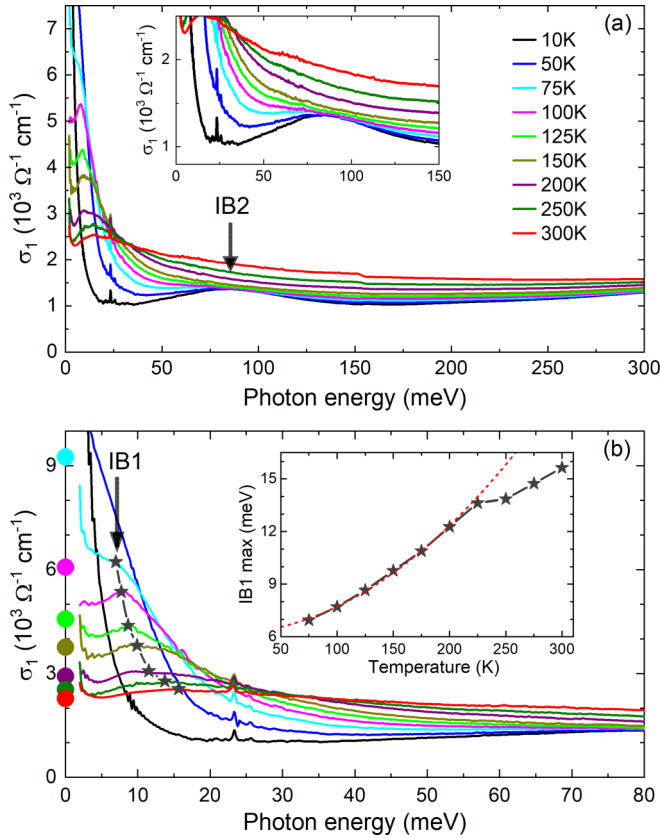 (a)
7
6
5
4
3
2
1
0
σ₁ (10³ Ω⁻¹ cm⁻¹)
2
1
σ₁ (10³ Ω⁻¹ cm⁻¹)
0 50 100 150
IB2
10K
50K
75K
100K
125K
150K
200K
250K
300K
0 50 100 150 200 250 300
Photon energy (meV)
(b)
9
6
3
0
σ₁ (10³ Ω⁻¹ cm⁻¹)
IB1
15
12
9
6
IB1 max (meV)
50 100 150 200 250 300
Temperature (K)
0 10 20 30 40 50 60 70 80
Photon energy (meV)